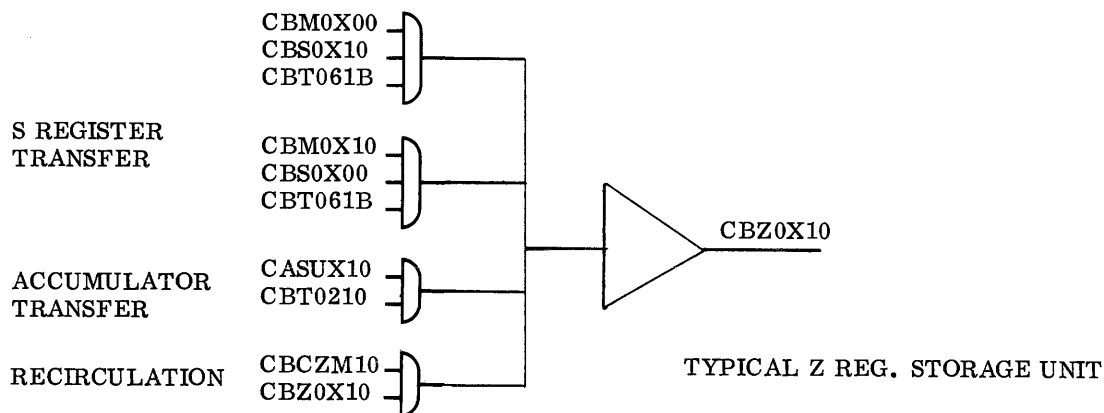 CBM0X00
CBS0X10
CBT061B
S REGISTER
TRANSFER
CBM0X10
CBS0X00
CBT061B
CBZ0X10
ACCUMULATOR
TRANSFER
CASUX10
CBT0210
RECIRCULATION
CBCZM10
CBZ0X10
TYPICAL Z REG. STORAGE UNIT